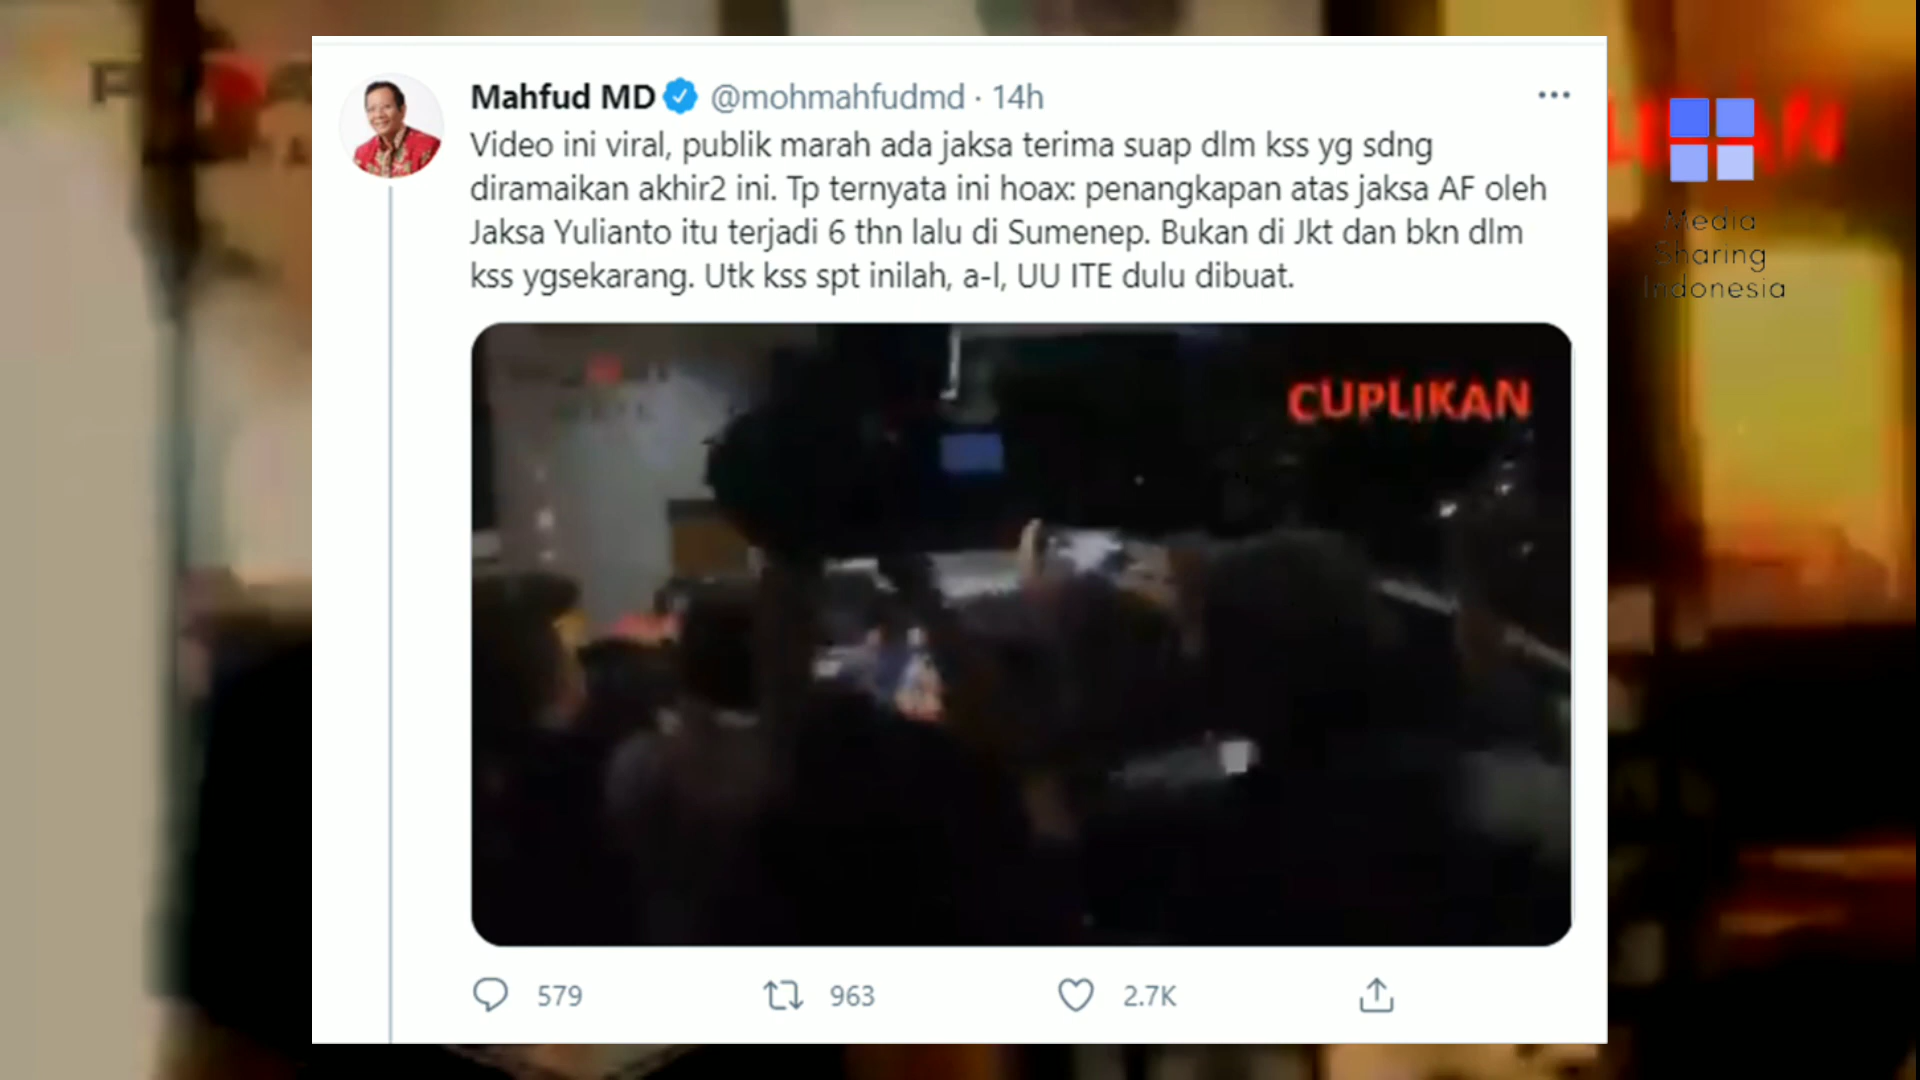 Mahfud MD @mohmahfudmd · 14h
Video ini viral, publik marah ada jaksa terima suap dlm kss yg sdng
diramaikan akhir2 ini. Tp ternyata ini hoax: penangkapan atas jaksa AF oleh
Jaksa Yulianto itu terjadi 6 thn lalu di Sumenep. Bukan di Jkt dan bkn dlm
kss ygsekarang. Utk kss spt inilah, a-l, UU ITE dulu dibuat.
CUPLIKAN
579 963 2.7K
Media
Sharing
Indonesia